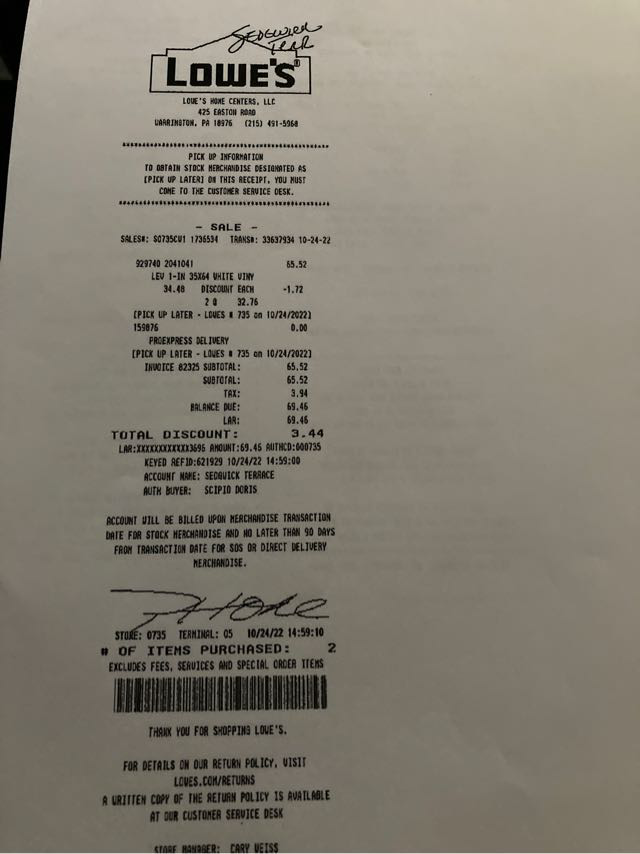 SEDGWICK
TERR
LOWE'S®
LOWE'S HOME CENTERS, LLC
425 EASTON ROAD
WARRINGTON, PA 18976 (215) 491-5968
PICK UP INFORMATION
TO OBTAIN STOCK MERCHANDISE DESIGNATED AS
[PICK UP LATER] ON THIS RECEIPT, YOU MUST
COME TO THE CUSTOMER SERVICE DESK.
- SALE -
SALES#: S0735CW1 1736534 TRANS#: 33637934 10-24-22
929740 2041041 65.52
LEV 1-IN 35X64 WHITE VINY
34.48 DISCOUNT EACH -1.72
2 @ 32.76
[PICK UP LATER - LOWES # 735 on 10/24/2022]
159876 0.00
PROEXPRESS DELIVERY
[PICK UP LATER - LOWES # 735 on 10/24/2022]
INVOICE 82325 SUBTOTAL: 65.52
SUBTOTAL: 65.52
TAX: 3.94
BALANCE DUE: 69.46
LAR: 69.46
TOTAL DISCOUNT: 3.44
LAR:XXXXXXXXXXXX3696 AMOUNT:69.46 AUTHCD:600735
KEYED REFID:621929 10/24/22 14:59:00
ACCOUNT NAME: SEDGWICK TERRACE
AUTH BUYER: SCIPIO DORIS
ACCOUNT WILL BE BILLED UPON MERCHANDISE TRANSACTION
DATE FOR STOCK MERCHANDISE AND NO LATER THAN 90 DAYS
FROM TRANSACTION DATE FOR SOS OR DIRECT DELIVERY
MERCHANDISE.
STORE: 0735 TERMINAL: 05 10/24/22 14:59:10
# OF ITEMS PURCHASED: 2
EXCLUDES FEES, SERVICES AND SPECIAL ORDER ITEMS
THANK YOU FOR SHOPPING LOWE'S.
FOR DETAILS ON OUR RETURN POLICY, VISIT
LOWES.COM/RETURNS
A WRITTEN COPY OF THE RETURN POLICY IS AVAILABLE
AT OUR CUSTOMER SERVICE DESK
STORE MANAGER: CARY WEISS